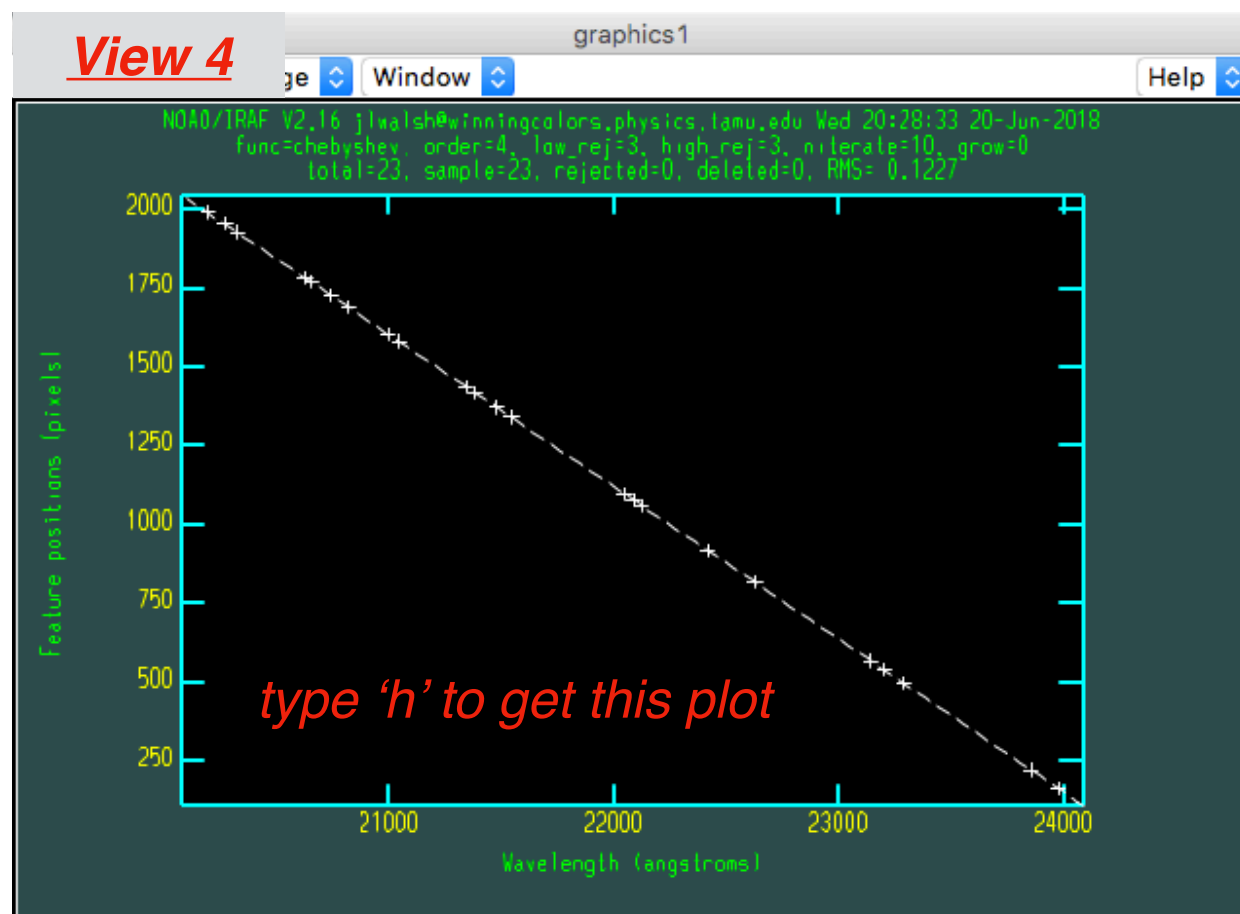 View 4
graphics1
ge Window Help
NOAO/IRAF V2.16 jlwalsh@winningcolors.physics.tamu.edu Wed 20:28:33 20-Jun-2018
func=chebyshev, order=4, low_rej=3, high_rej=3, niterate=10, grow=0
total=23, sample=23, rejected=0, deleted=0, RMS= 0.1227
2000
1750
1500
1250
1000
750
500
250
Feature positions (pixels)
type ‘h’ to get this plot
21000 22000 23000 24000
Wavelength (angstroms)